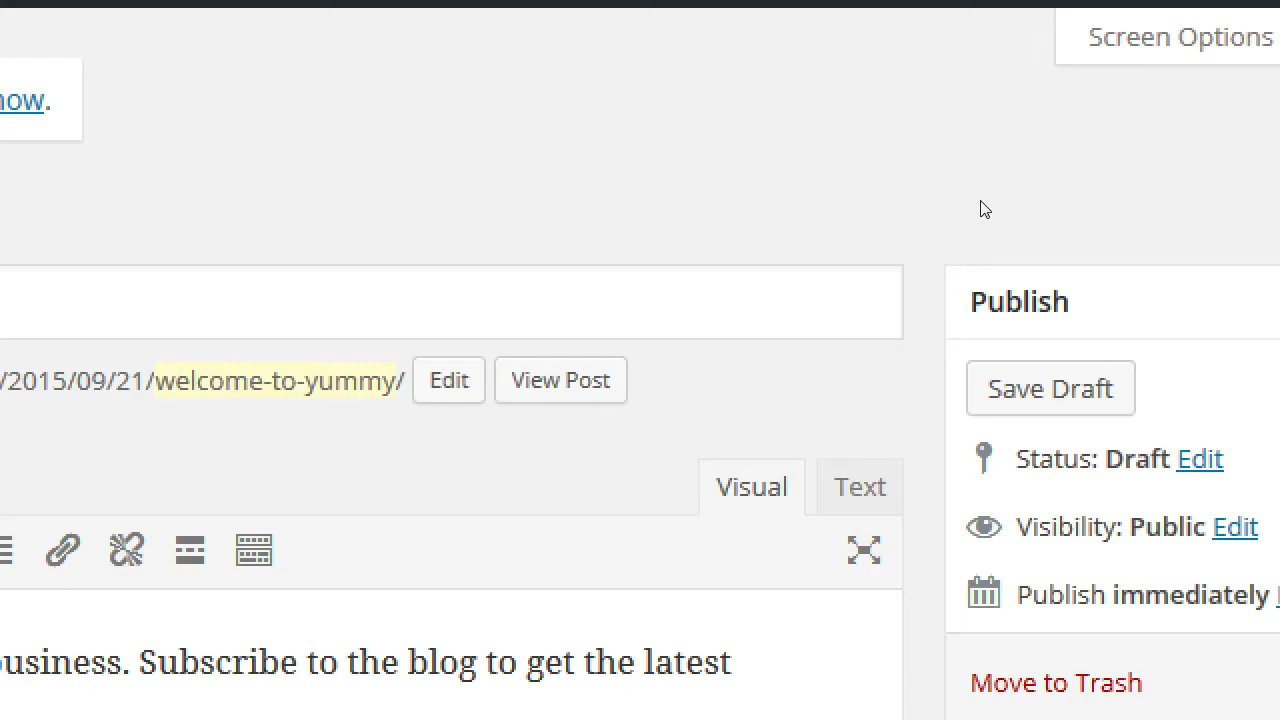 Screen Options
now.
Publish
/2015/09/21/welcome-to-yummy/ Edit View Post
Save Draft
Status: Draft Edit
Visual Text
Visibility: Public Edit
Publish immediately
business. Subscribe to the blog to get the latest
Move to Trash